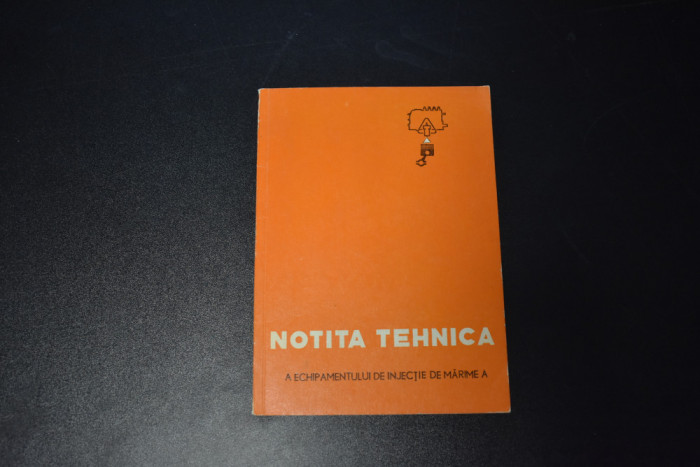 NOTITA TEHNICA
A ECHIPAMENTULUI DE INJECȚIE DE MĂRIME A